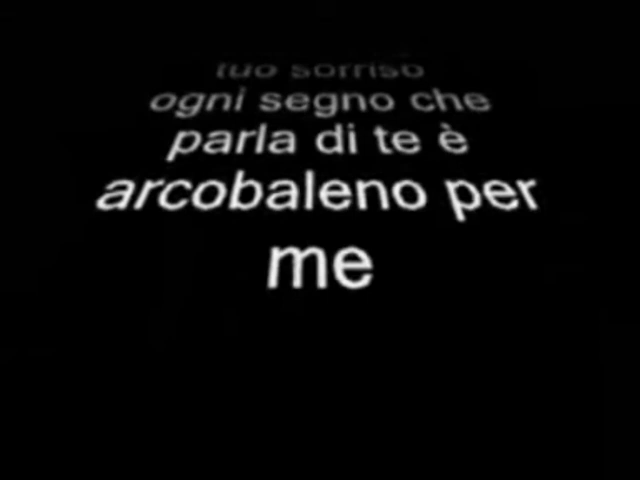 tuo sorriso
ogni segno che
parla di te è
arcobaleno per
me